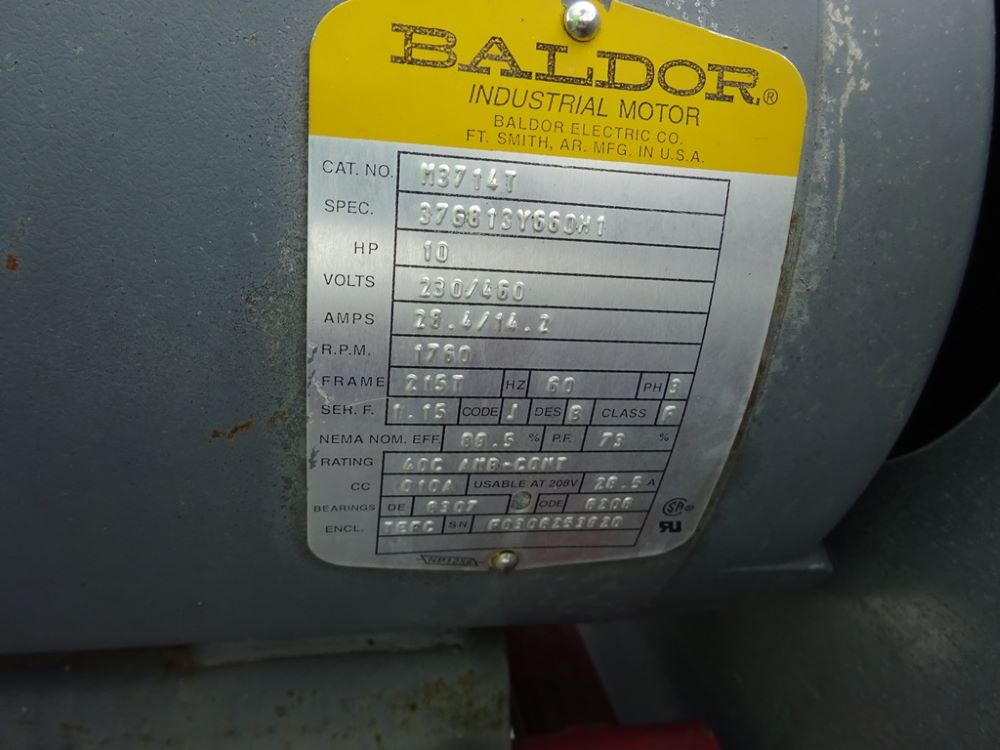 BALDOR®
INDUSTRIAL MOTOR
BALDOR ELECTRIC CO.
FT. SMITH, AR. MFG. IN U.S.A.
CAT. NO. M3714T
SPEC. 37G813Y660H1
HP 10
VOLTS 230/460
AMPS 28.4/14.2
R.P.M. 1760
FRAME 215T HZ 60 PH 3
SER. F. 1.15 CODE J DES B CLASS F
NEMA NOM. EFF. 89.5 % P.F. 73 %
RATING 40C AMB-CONT
CC 010A USABLE AT 208V 28.5 A
BEARINGS DE 6307 ODE 6206
ENCL. TEFC SN F0306253620